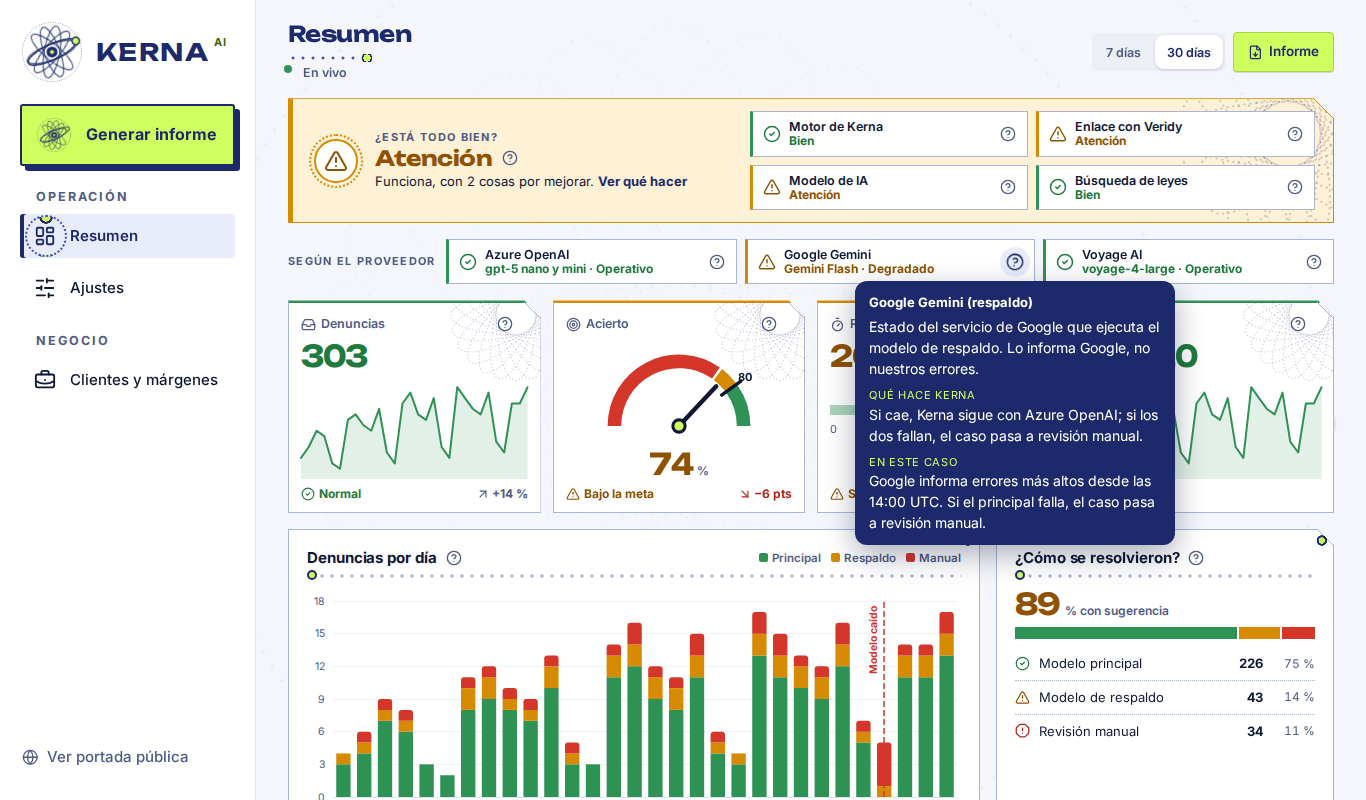 KERNA AI
Generar informe
OPERACIÓN
Resumen
Ajustes
NEGOCIO
Clientes y márgenes
Ver portada pública
Resumen
En vivo
7 días
30 días
Informe
¿ESTÁ TODO BIEN?
Atención
Funciona, con 2 cosas por mejorar. Ver qué hacer
Motor de Kerna
Bien
Enlace con Veridy
Atención
Modelo de IA
Atención
Búsqueda de leyes
Bien
SEGÚN EL PROVEEDOR
Azure OpenAI
gpt-5 nano y mini · Operativo
Google Gemini
Gemini Flash · Degradado
Voyage AI
voyage-4-large · Operativo
Denuncias
303
Normal
+14 %
Acierto
80
74 %
Bajo la meta
−6 pts
0
Google Gemini (respaldo)
Estado del servicio de Google que ejecuta el
modelo de respaldo. Lo informa Google, no
nuestros errores.
QUÉ HACE KERNA
Si cae, Kerna sigue con Azure OpenAI; si los
dos fallan, el caso pasa a revisión manual.
EN ESTE CASO
Google informa errores más altos desde las
14:00 UTC. Si el principal falla, el caso pasa
a revisión manual.
Denuncias por día
Principal
Respaldo
Manual
18
15
12
9
6
3
0
Modelo caído
¿Cómo se resolvieron?
89 % con sugerencia
Modelo principal 226 75 %
Modelo de respaldo 43 14 %
Revisión manual 34 11 %